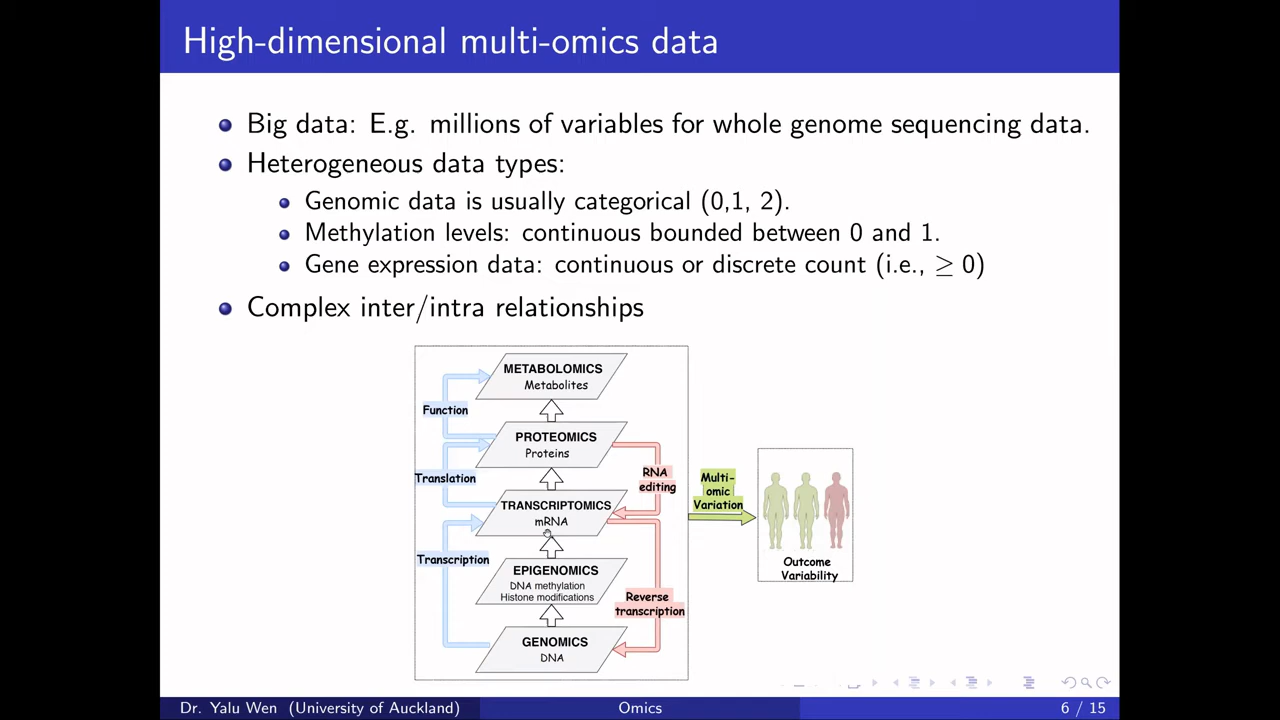 High-dimensional multi-omics data
Big data: E.g. millions of variables for whole genome sequencing data.
Heterogeneous data types:
Genomic data is usually categorical (0,1, 2).
Methylation levels: continuous bounded between 0 and 1.
Gene expression data: continuous or discrete count (i.e., ≥ 0)
Complex inter/intra relationships
METABOLOMICS
Metabolites
Function
PROTEOMICS
Proteins
Translation
RNA
editing
TRANSCRIPTOMICS
mRNA
Transcription
EPIGENOMICS
DNA methylation
Histone modifications
Reverse
transcription
GENOMICS
DNA
Multi-
omic
Variation
Outcome
Variability
Dr. Yalu Wen (University of Auckland)
Omics
6 / 15